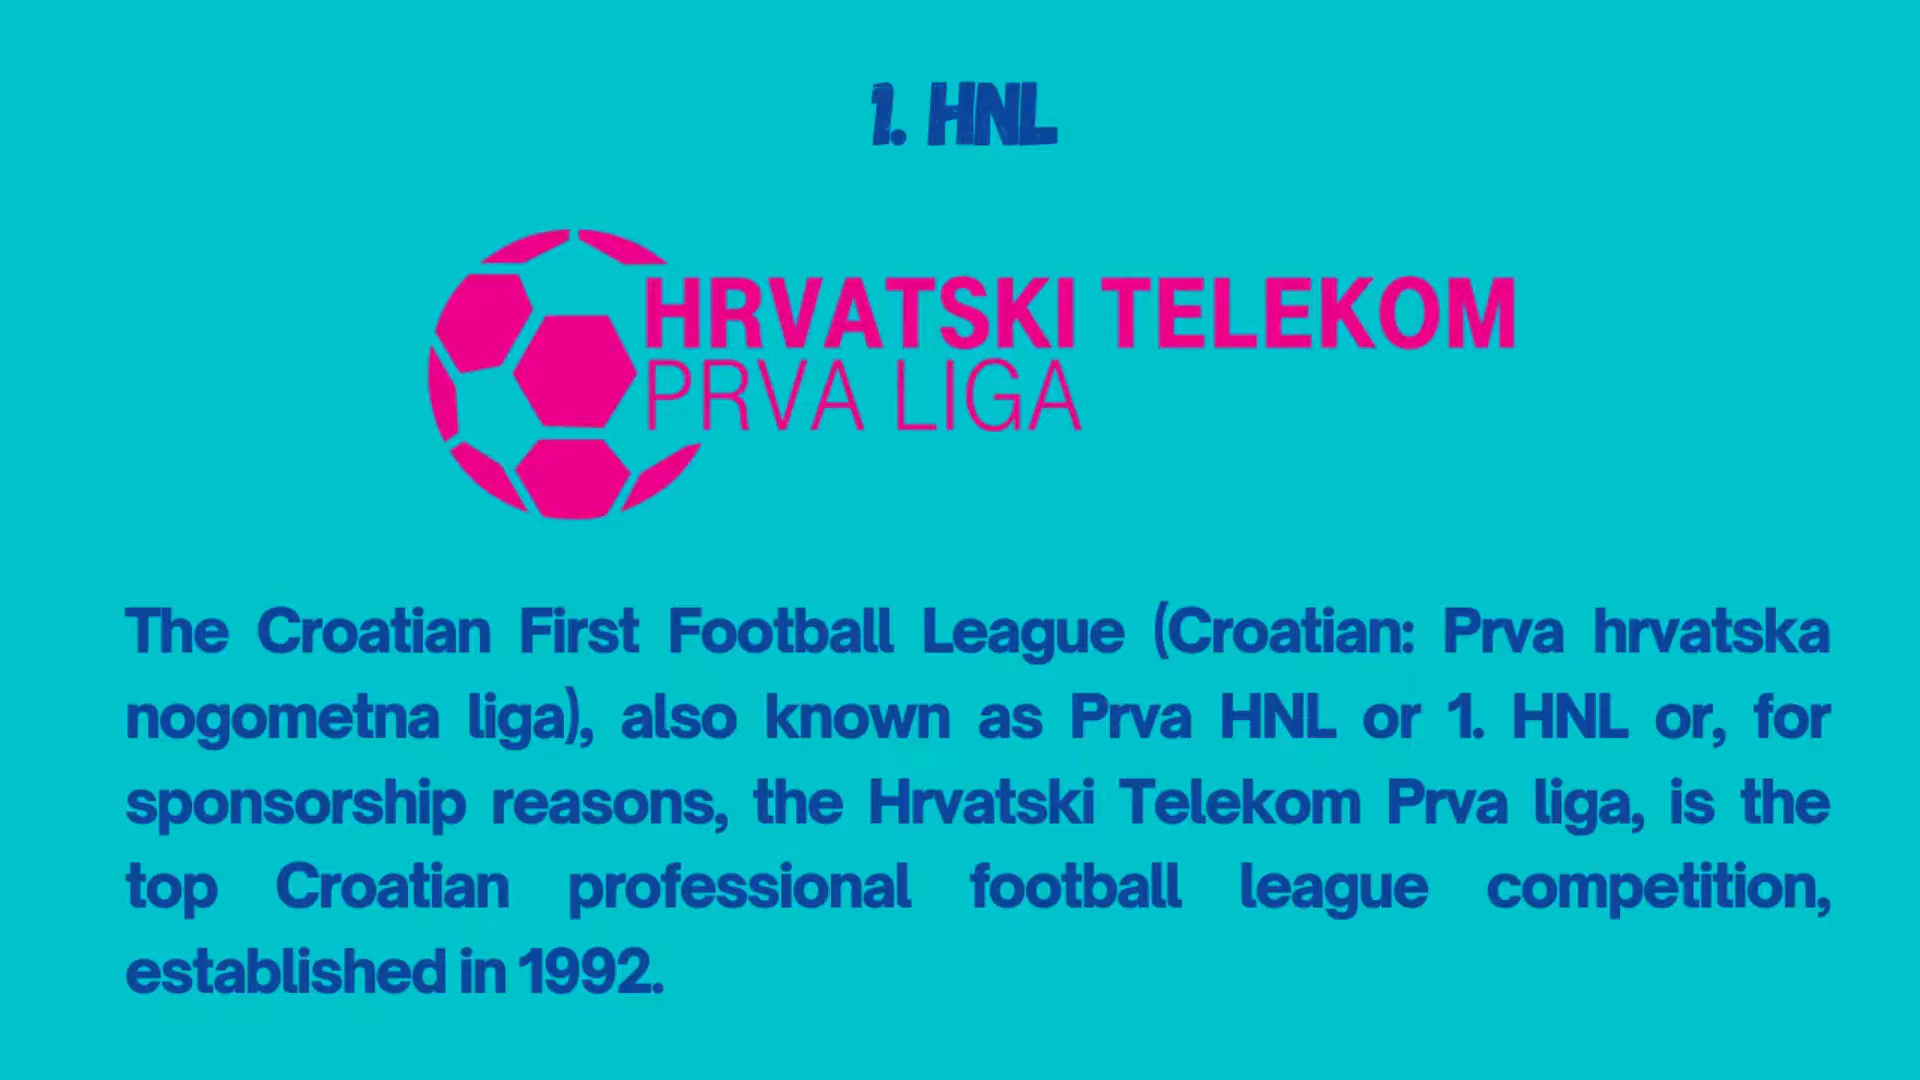 1. HNL
HRVATSKI TELEKOM
PRVA LIGA
The Croatian First Football League (Croatian: Prva hrvatska
nogometna liga), also known as Prva HNL or 1. HNL or, for
sponsorship reasons, the Hrvatski Telekom Prva liga, is the
top Croatian professional football league competition,
established in 1992.